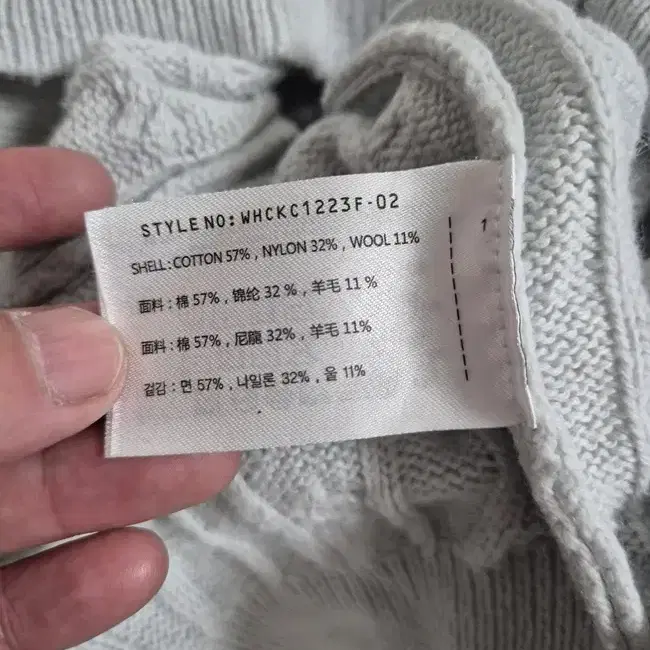 STYLE NO: WHCKC1223F-02
SHELL: COTTON 57% , NYLON 32% , WOOL 11%
面料 : 棉 57% , 锦纶 32 % , 羊毛 11 %
面料 : 棉 57% , 尼龍 32% , 羊毛 11%
겉감 : 면 57% , 나일론 32% , 울 11%
1